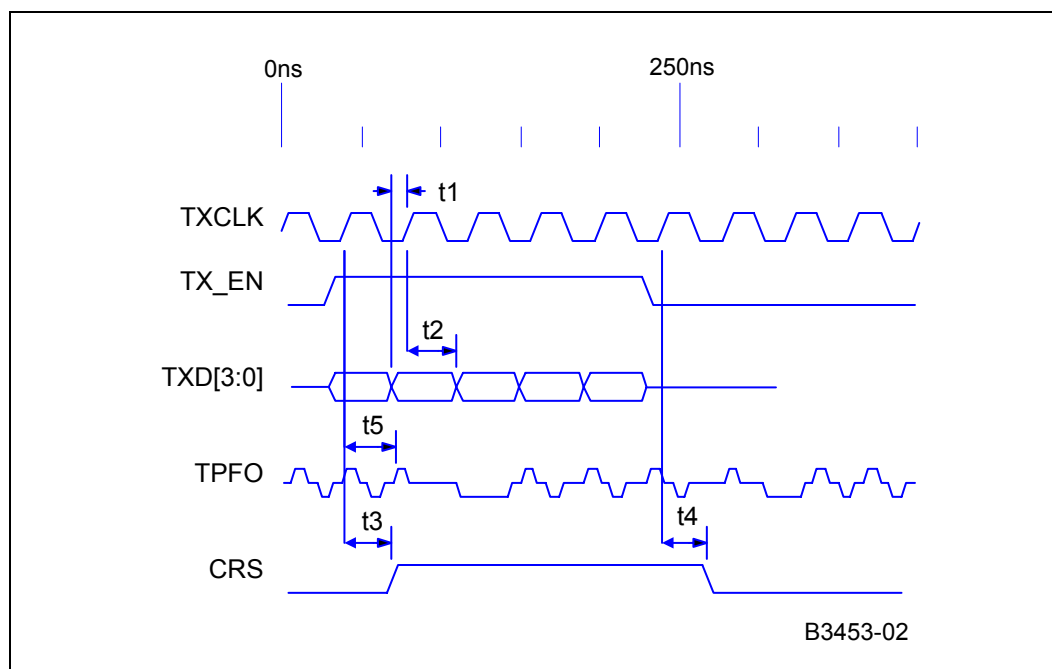 0ns 250ns
t1
TXCLK
TX_EN
t2
TXD[3:0]
t5
TPFO
t3 t4
CRS
B3453-02